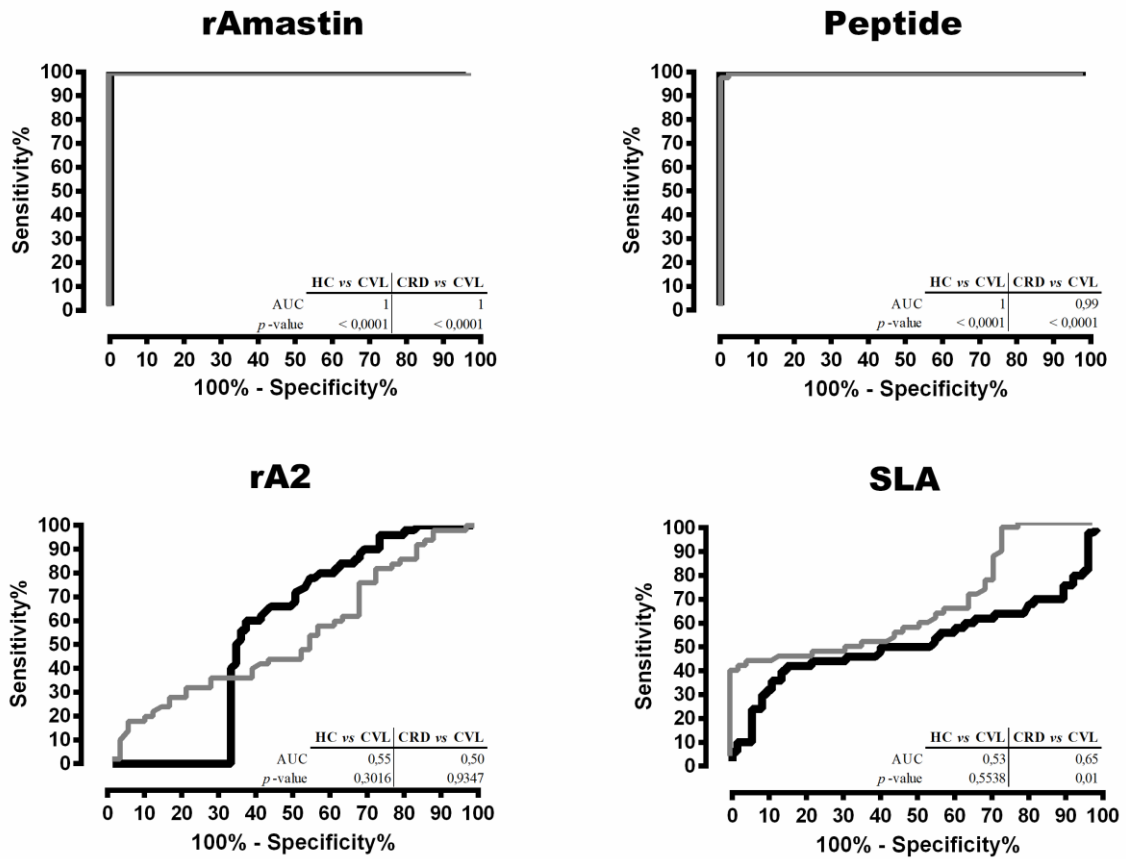 rAmastin
100
90
80
70
60
50
40
30
20
10
0
Sensitivity%
HC vs CVL CRD vs CVL
AUC 1 1
p -value < 0,0001 < 0,0001
0 10 20 30 40 50 60 70 80 90 100
100% - Specificity%
Peptide
100
90
80
70
60
50
40
30
20
10
0
Sensitivity%
HC vs CVL CRD vs CVL
AUC 1 0,99
p -value < 0,0001 < 0,0001
0 10 20 30 40 50 60 70 80 90 100
100% - Specificity%
rA2
100
90
80
70
60
50
40
30
20
10
0
Sensitivity%
HC vs CVL CRD vs CVL
AUC 0,55 0,50
p -value 0,3016 0,9347
0 10 20 30 40 50 60 70 80 90 100
100% - Specificity%
SLA
100
90
80
70
60
50
40
30
20
10
0
Sensitivity%
HC vs CVL CRD vs CVL
AUC 0,53 0,65
p -value 0,5538 0,01
0 10 20 30 40 50 60 70 80 90 100
100% - Specificity%